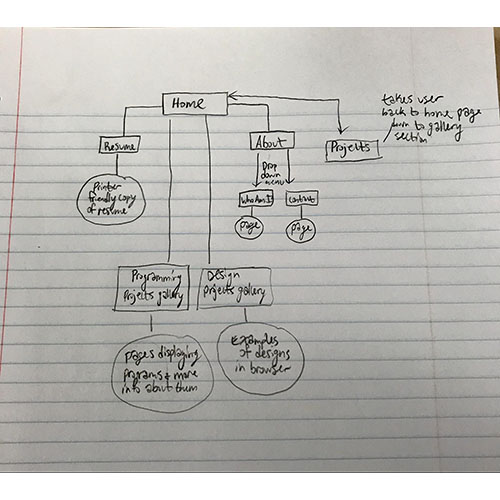 Home
takes user
back to home page
down to gallery
section
Resume
About
Projects
Drop
down
menu
Printer
friendly copy
of resume
Who Am I?
contact
page
page
Programming
Projects gallery
Design
Projects gallery
pages displaying
programs + more
info about them
Examples
of designs
in browser